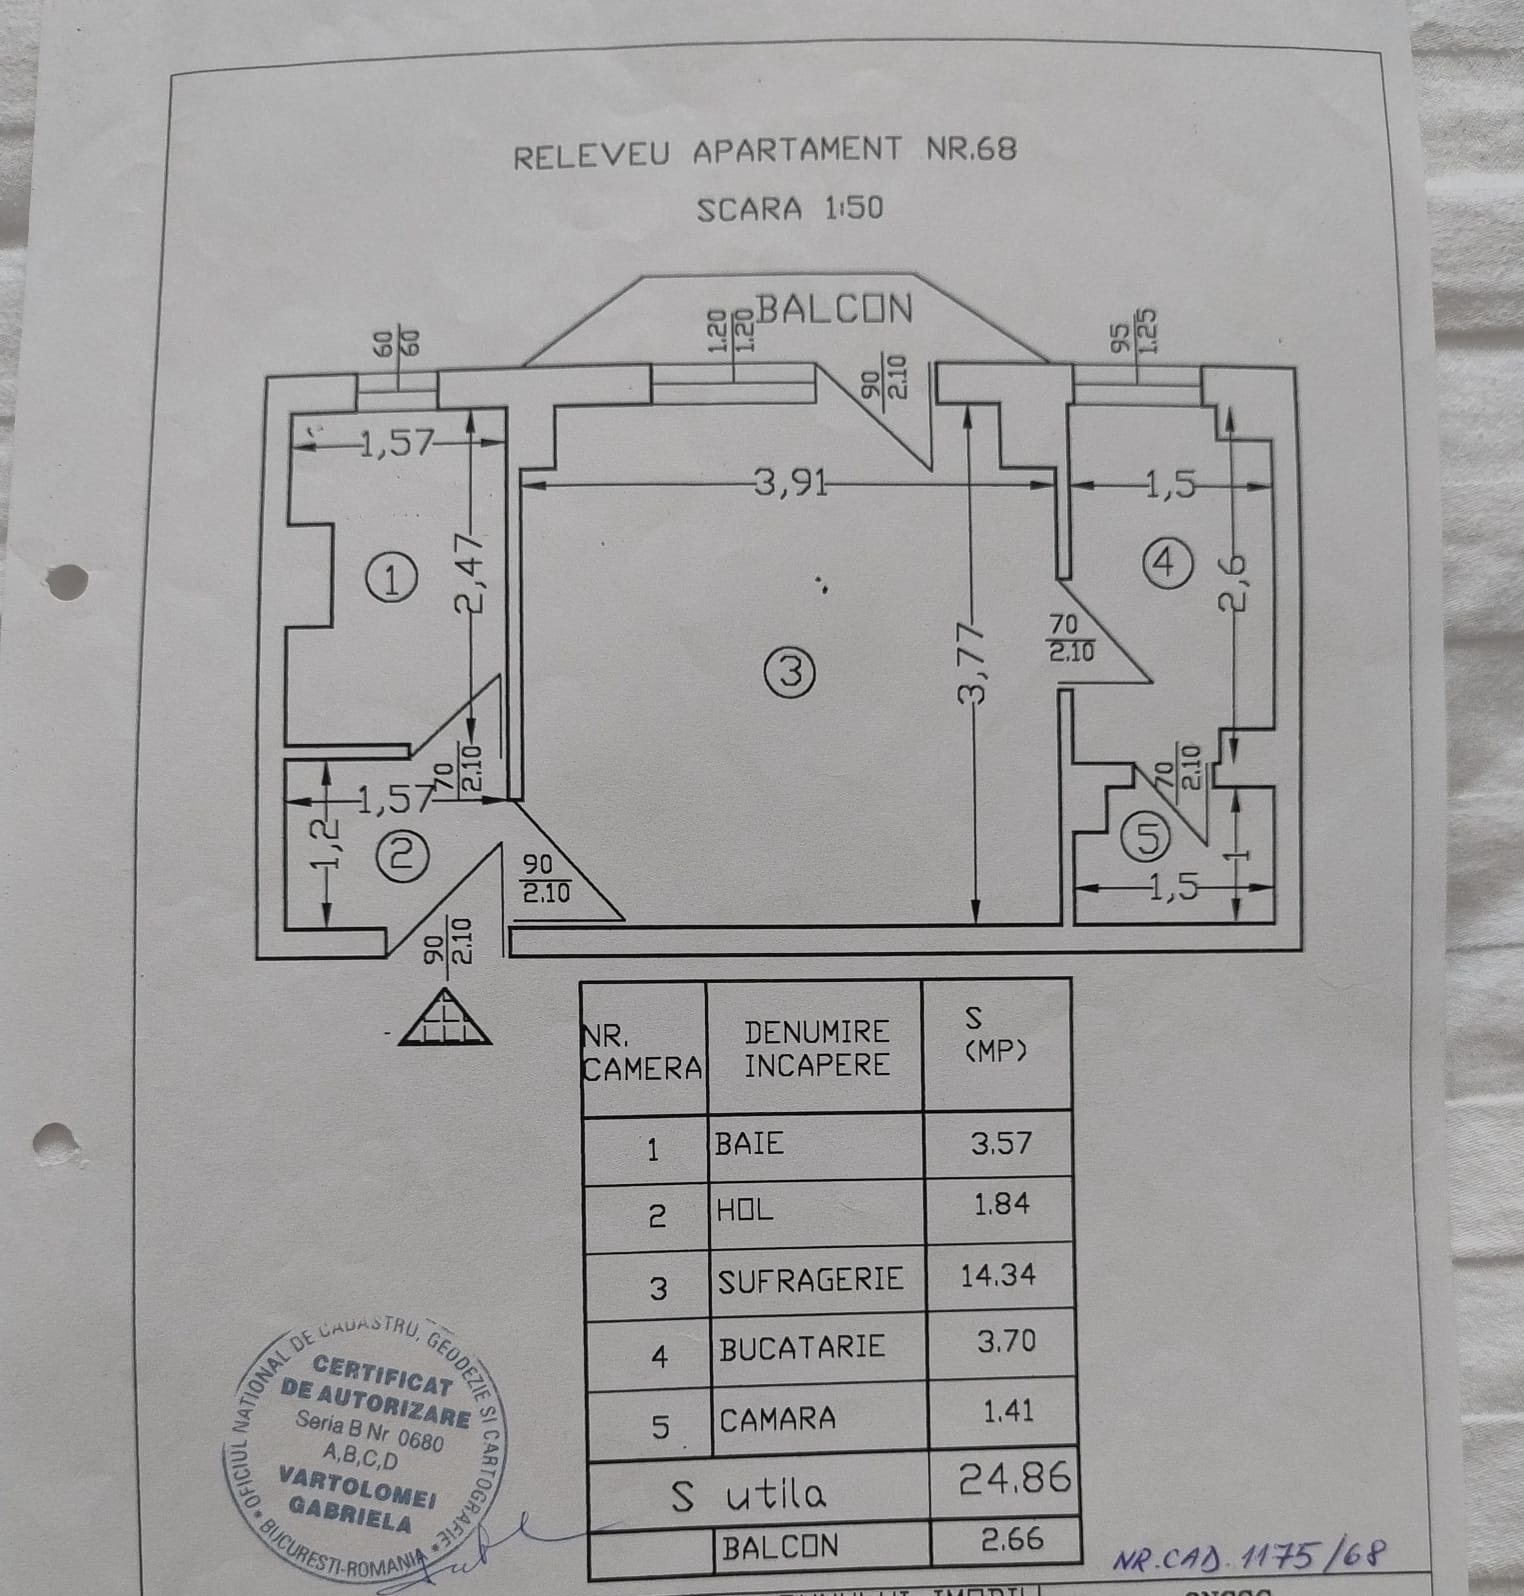 RELEVEU APARTAMENT NR.68
SCARA 1:50
BALCON
60
60
1.20
1.20
90
2.10
95
1.25
1,57
2,47
3,91
1,5
1
2,6
4
3,77
70
2.10
3
70
2.10
1,57
1,2
2
90
2.10
70
2.10
5
1
1,5
90
2.10
NR. CAMERA DENUMIRE INCAPERE S (MP)
1 BAIE 3.57
2 HOL 1.84
3 SUFRAGERIE 14.34
4 BUCATARIE 3.70
5 CAMARA 1.41
S utila 24.86
BALCON 2.66
OFICIUL NATIONAL DE CADASTRU, GEODEZIE SI CARTOGRAFIE
CERTIFICAT
DE AUTORIZARE
Seria B Nr 0680
A,B,C,D
VARTOLOMEI
GABRIELA
BUCURESTI-ROMANIA
NR.CAD. 1175/68